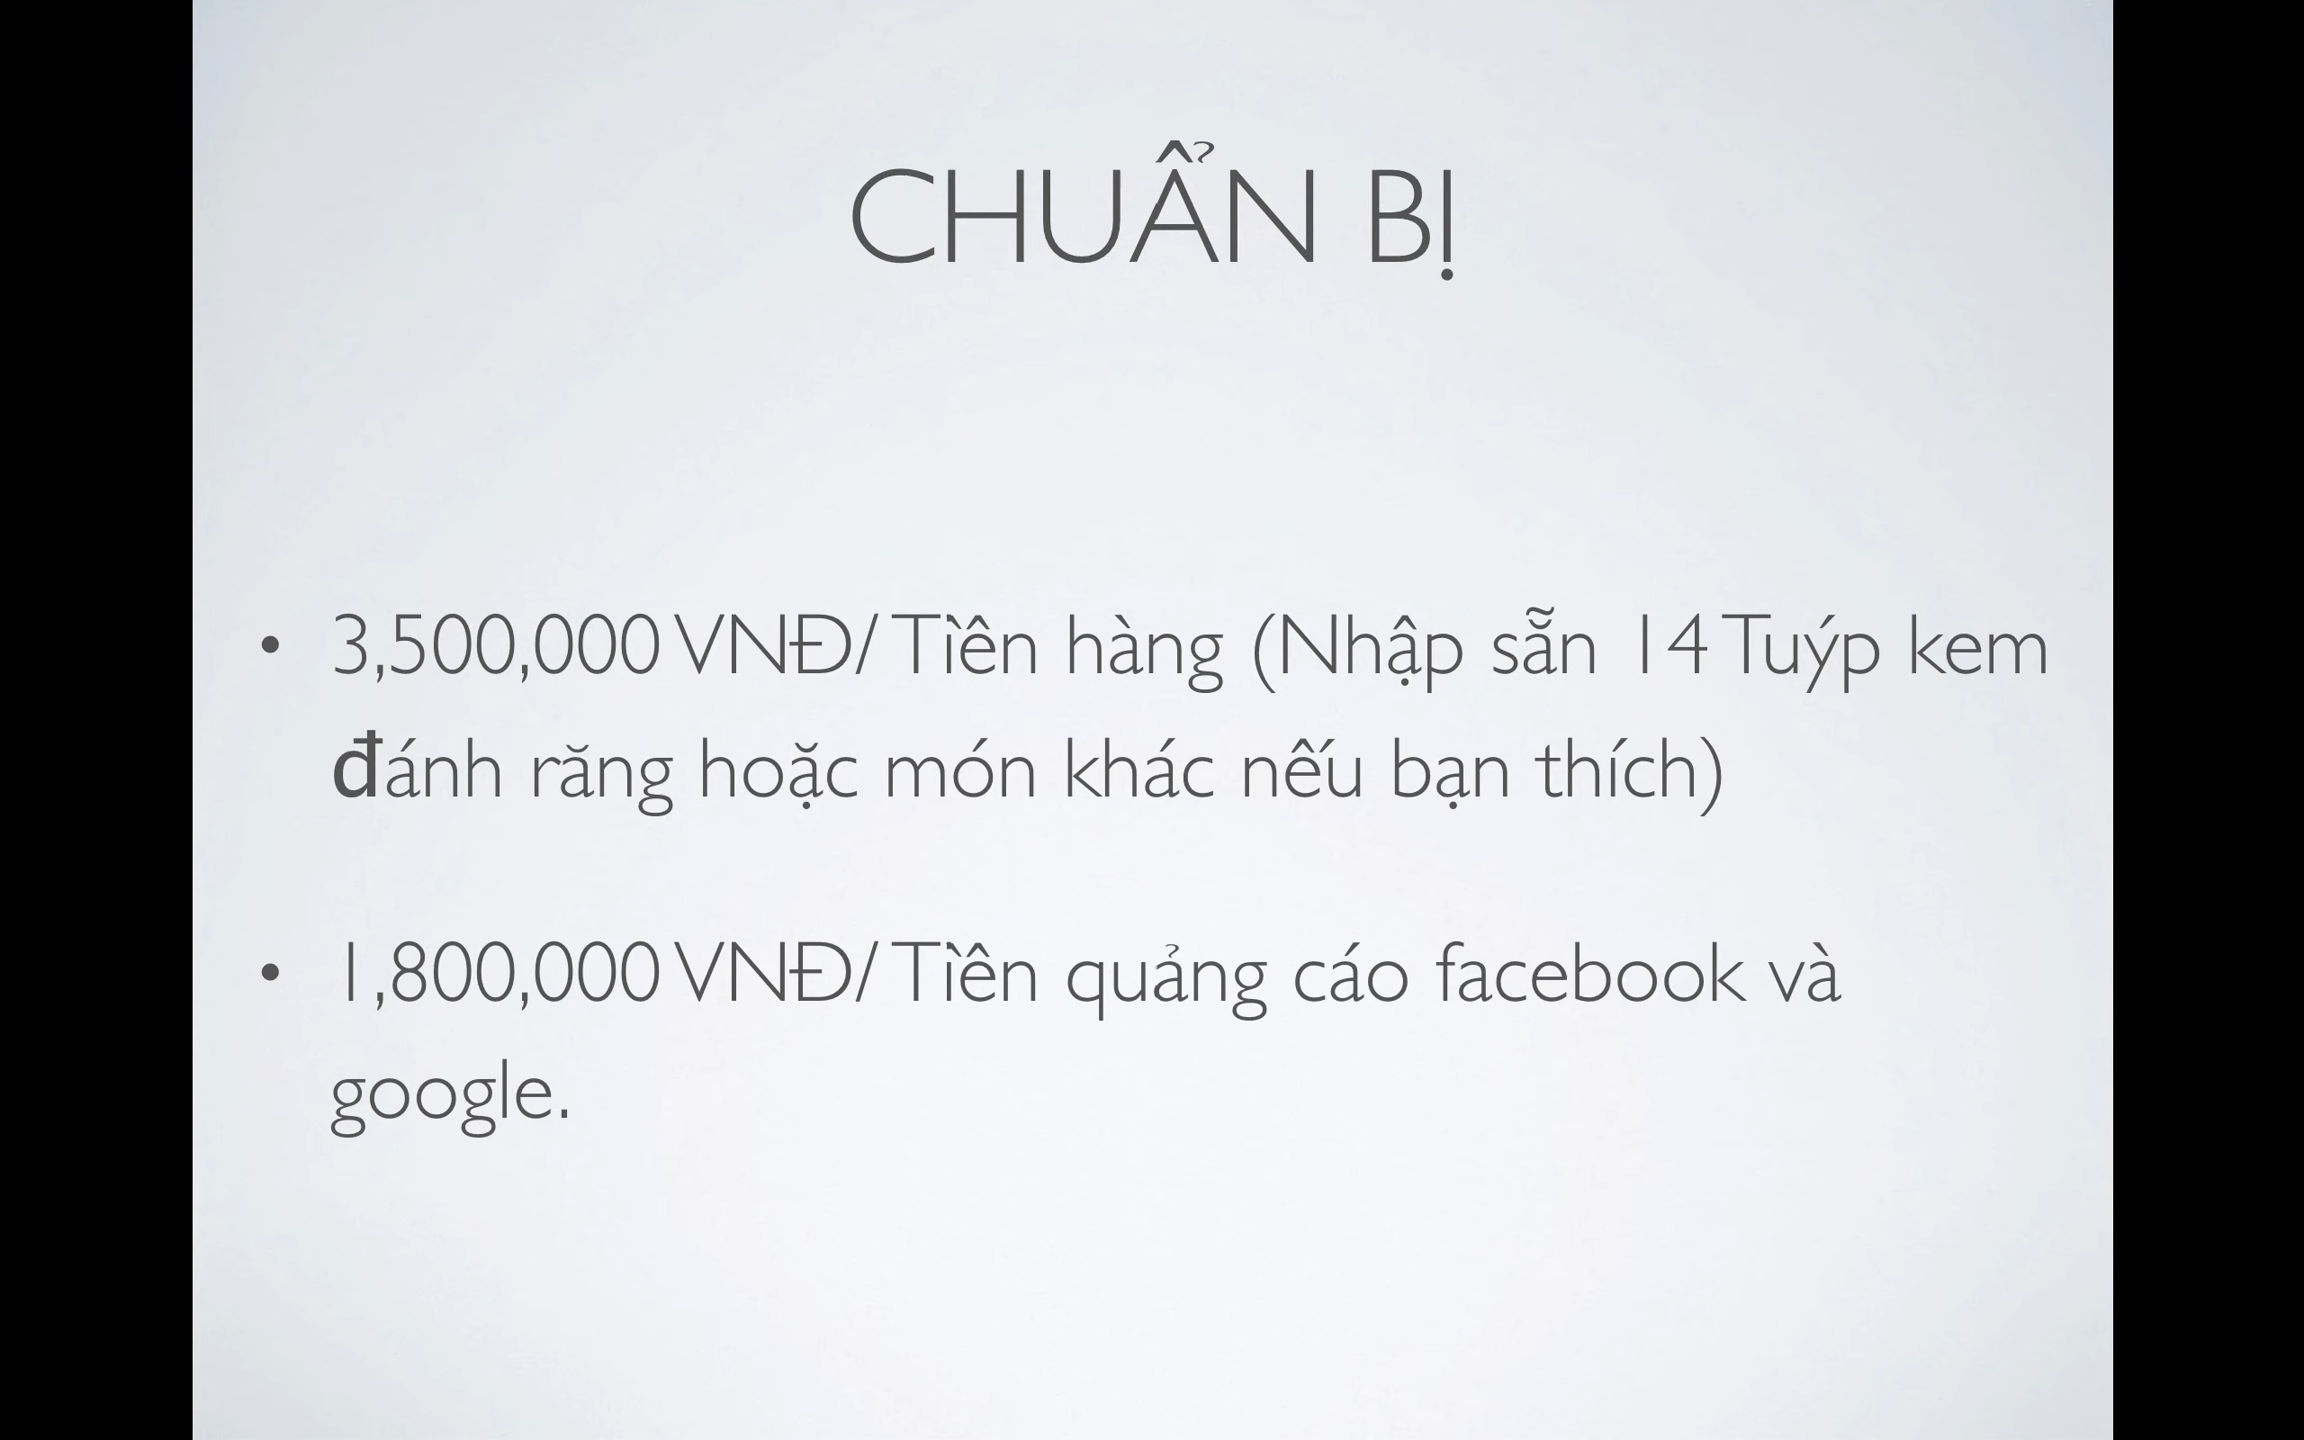 CHUẨN BỊ
• 3,500,000 VNĐ/ Tiền hàng (Nhập sẵn 14 Tuýp kem
đánh răng hoặc món khác nếu bạn thích)
• 1,800,000 VNĐ/ Tiền quảng cáo facebook và
google.